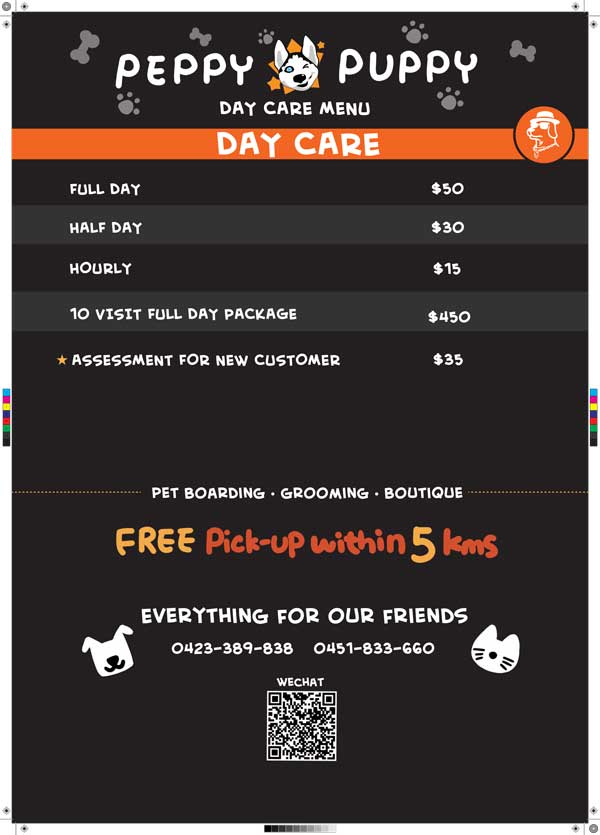 PEPPY PUPPY
DAY CARE MENU
DAY CARE
FULL DAY $50
HALF DAY $30
HOURLY $15
10 VISIT FULL DAY PACKAGE $450
★ ASSESSMENT FOR NEW CUSTOMER $35
PET BOARDING · GROOMING · BOUTIQUE
FREE Pick-up within 5 kms
EVERYTHING FOR OUR FRIENDS
0423-389-838 0451-833-660
WECHAT